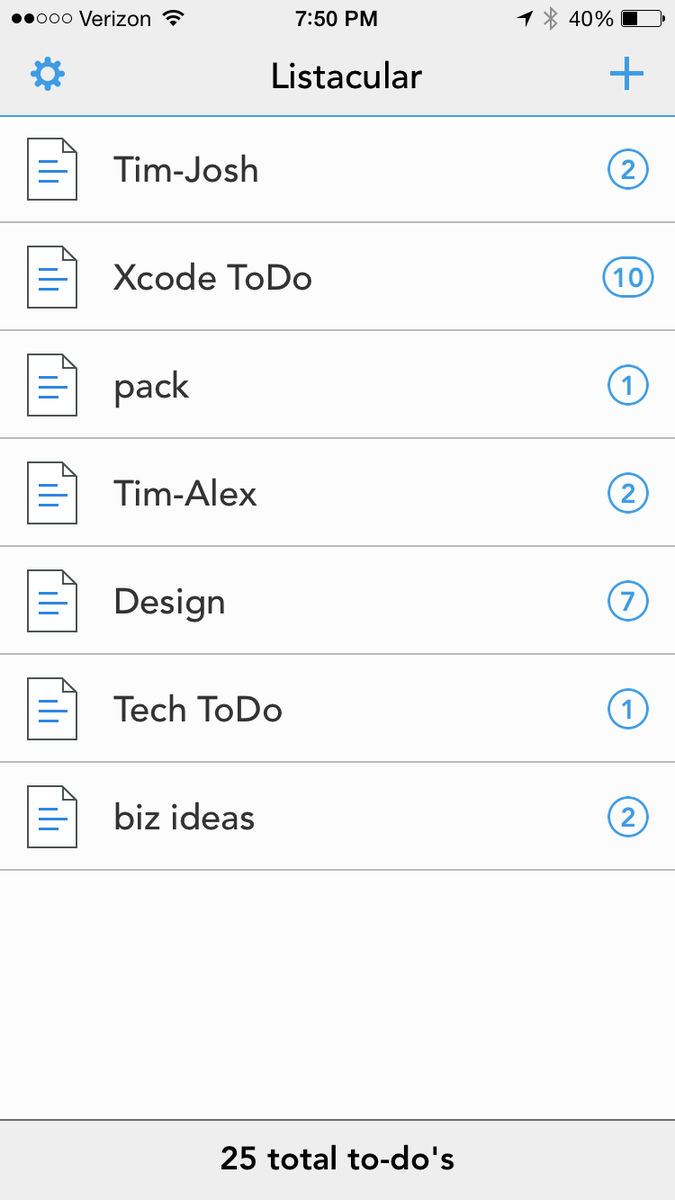 Verizon 7:50 PM 40%
Listacular
Tim-Josh 2
Xcode ToDo 10
pack 1
Tim-Alex 2
Design 7
Tech ToDo 1
biz ideas 2
25 total to-do's